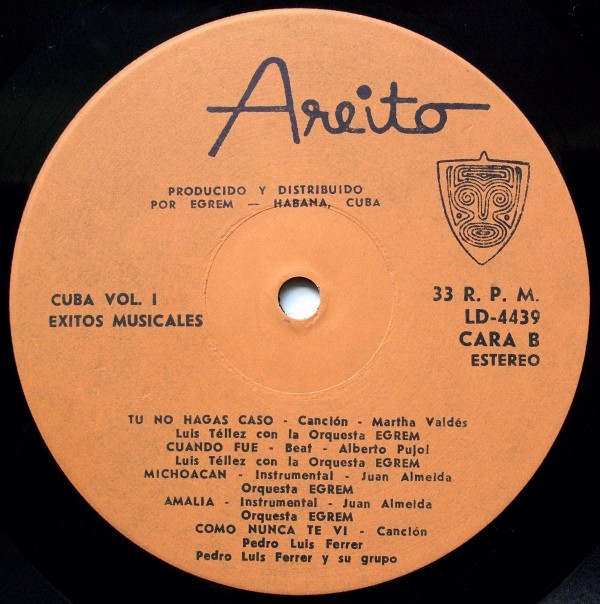 Areito
PRODUCIDO Y DISTRIBUIDO
POR EGREM — HABANA, CUBA
CUBA VOL. I
EXITOS MUSICALES
33 R. P. M.
LD-4439
CARA B
ESTEREO
TU NO HAGAS CASO - Canción - Martha Valdés
Luis Téllez con la Orquesta EGREM
CUANDO FUE - Beat - Alberto Pujol
Luis Téllez con la Orquesta EGREM
MICHOACAN - Instrumental - Juan Almeida
Orquesta EGREM
AMALIA - Instrumental - Juan Almeida
Orquesta EGREM
COMO NUNCA TE VI - Canción
Pedro Luis Ferrer
Pedro Luis Ferrer y su grupo